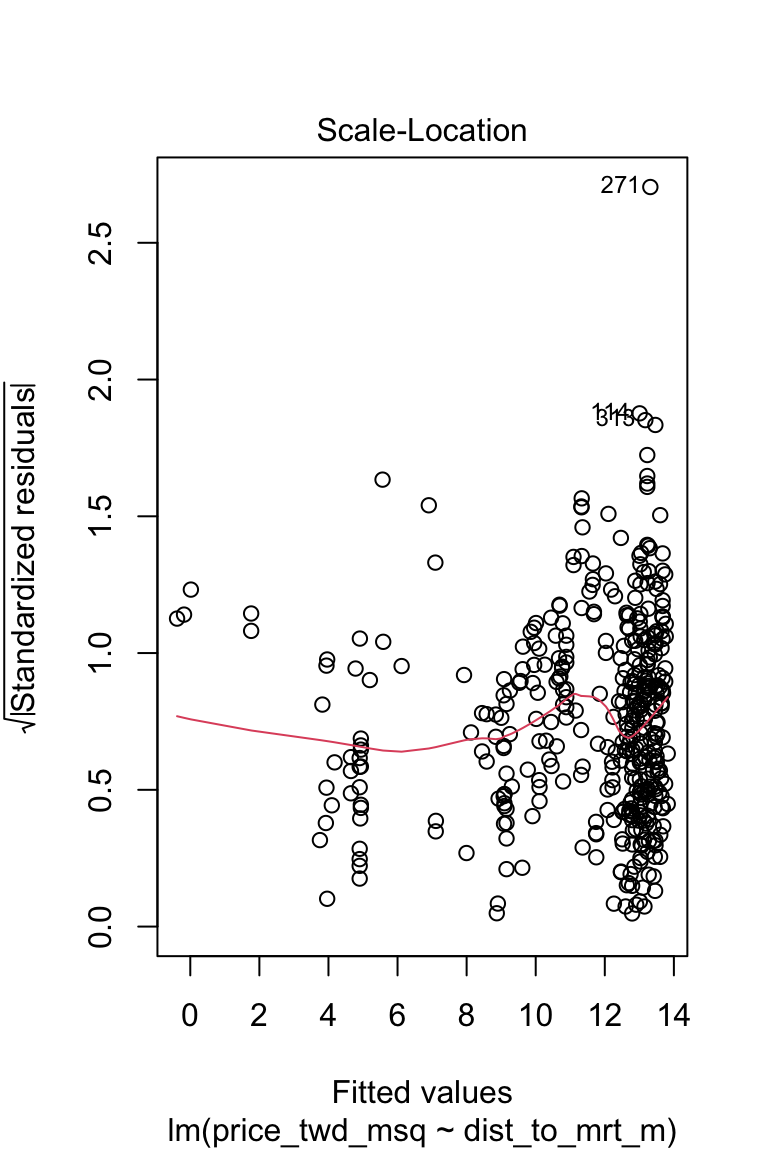 Scale-Location
271
114
313
2.5
2.0
1.5
1.0
0.5
0.0
√|Standardized residuals|
0 2 4 6 8 10 12 14
Fitted values
lm(price_twd_msq ~ dist_to_mrt_m)